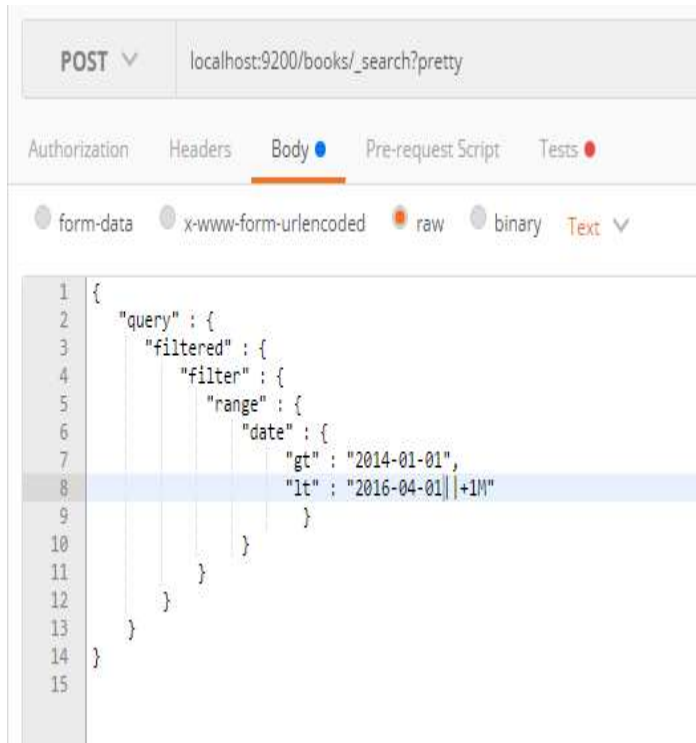 POST localhost:9200/books/_search?pretty
Authorization Headers Body Pre-request Script Tests
form-data x-www-form-urlencoded raw binary Text
1 {
2 "query" : {
3 "filtered" : {
4 "filter" : {
5 "range" : {
6 "date" : {
7 "gt" : "2014-01-01",
8 "lt" : "2016-04-01||+1M"
9 }
10 }
11 }
12 }
13 }
14 }
15